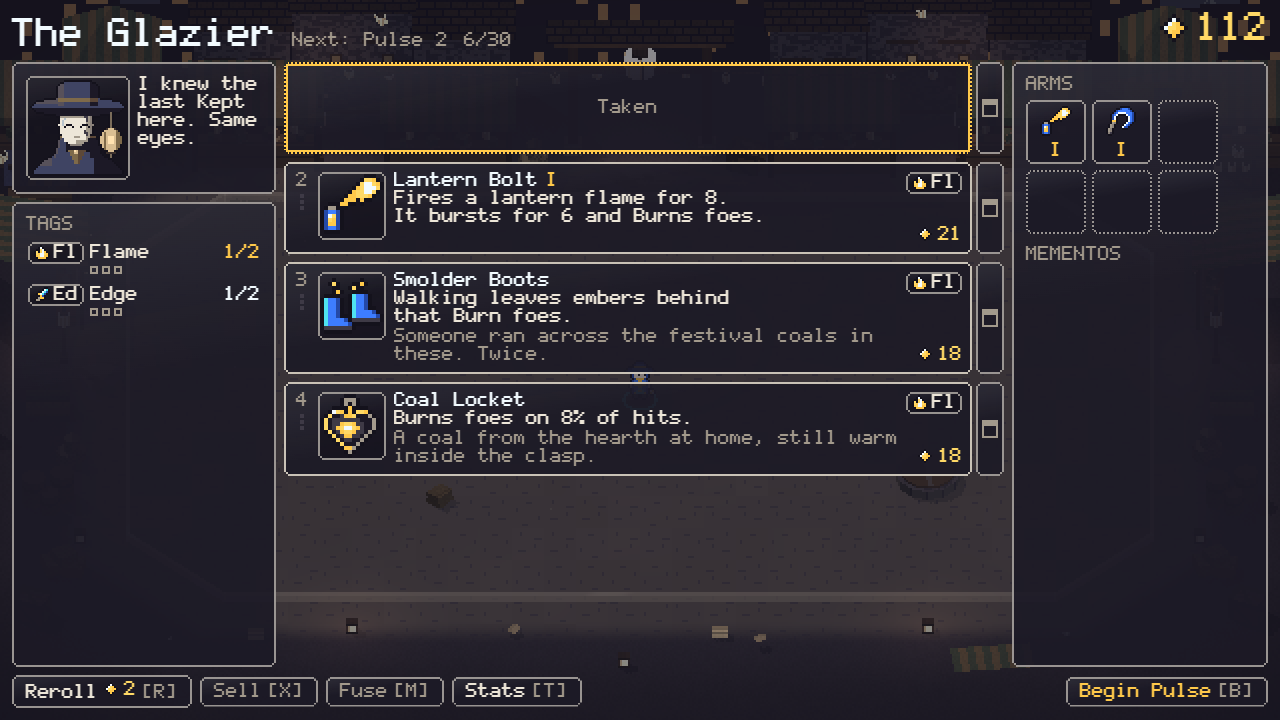 The Glazier
Next: Pulse 2 6/30
112
I knew the
last Kept
here. Same
eyes.
TAGS
Fl Flame 1/2
Ed Edge 1/2
Taken
2
Lantern Bolt I
Fl
Fires a lantern flame for 8.
It bursts for 6 and Burns foes.
21
3
Smolder Boots
Fl
Walking leaves embers behind
that Burn foes.
Someone ran across the festival coals in
these. Twice.
18
4
Coal Locket
Fl
Burns foes on 8% of hits.
A coal from the hearth at home, still warm
inside the clasp.
18
ARMS
I I
MEMENTOS
Reroll 2 [R]
Sell [X]
Fuse [M]
Stats [T]
Begin Pulse [B]